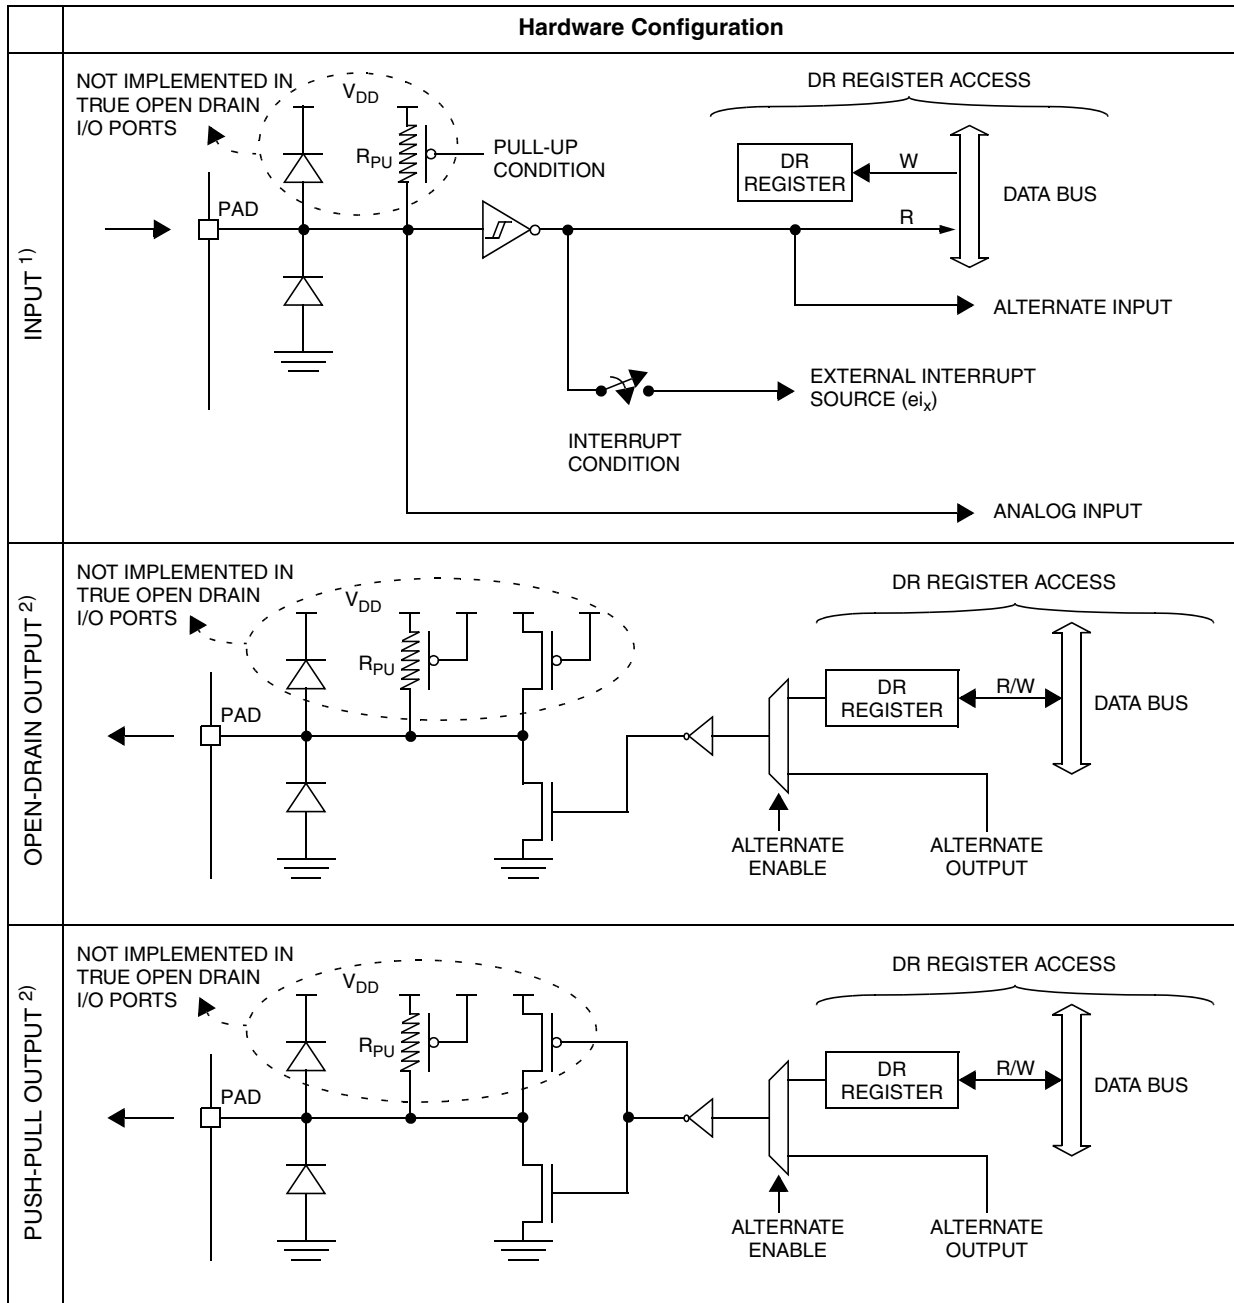 Hardware Configuration
INPUT 1)
NOT IMPLEMENTED IN
TRUE OPEN DRAIN
I/O PORTS
VDD
RPU
PULL-UP
CONDITION
PAD
DR REGISTER ACCESS
DR
REGISTER
W
R
DATA BUS
ALTERNATE INPUT
EXTERNAL INTERRUPT
SOURCE (eix)
INTERRUPT
CONDITION
ANALOG INPUT
OPEN-DRAIN OUTPUT 2)
NOT IMPLEMENTED IN
TRUE OPEN DRAIN
I/O PORTS
VDD
RPU
PAD
DR REGISTER ACCESS
DR
REGISTER
R/W
DATA BUS
ALTERNATE
ENABLE
ALTERNATE
OUTPUT
PUSH-PULL OUTPUT 2)
NOT IMPLEMENTED IN
TRUE OPEN DRAIN
I/O PORTS
VDD
RPU
PAD
DR REGISTER ACCESS
DR
REGISTER
R/W
DATA BUS
ALTERNATE
ENABLE
ALTERNATE
OUTPUT